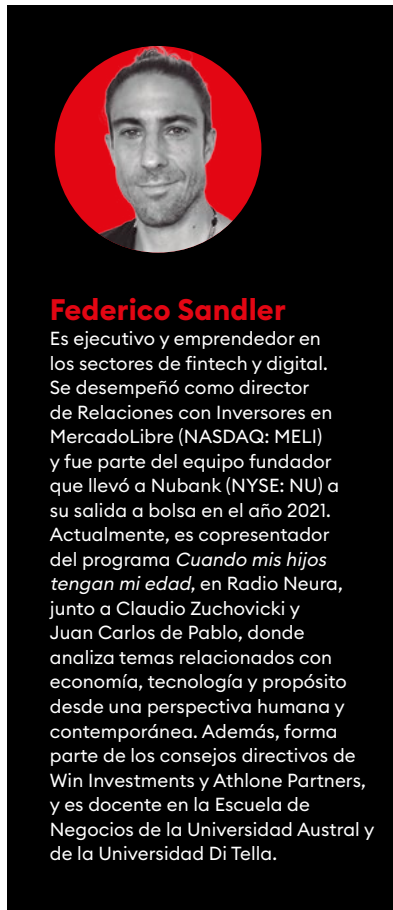 Federico Sandler
Es ejecutivo y emprendedor en
los sectores de fintech y digital.
Se desempeñó como director
de Relaciones con Inversores en
MercadoLibre (NASDAQ: MELI)
y fue parte del equipo fundador
que llevó a Nubank (NYSE: NU) a
su salida a bolsa en el año 2021.
Actualmente, es copresentador
del programa Cuando mis hijos
tengan mi edad, en Radio Neura,
junto a Claudio Zuchovicki y
Juan Carlos de Pablo, donde
analiza temas relacionados con
economía, tecnología y propósito
desde una perspectiva humana y
contemporánea. Además, forma
parte de los consejos directivos de
Win Investments y Athlone Partners,
y es docente en la Escuela de
Negocios de la Universidad Austral y
de la Universidad Di Tella.